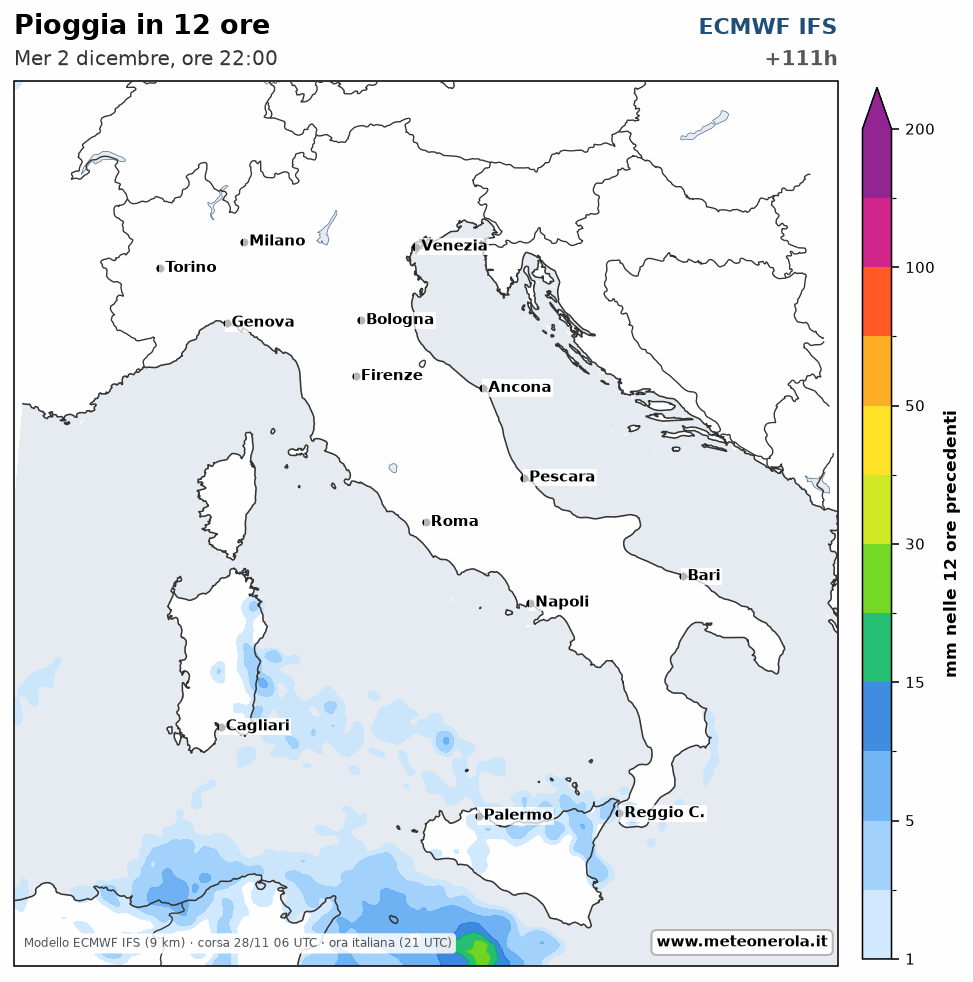 Pioggia in 12 ore
ECMWF IFS
Mer 2 dicembre, ore 22:00
+111h
200
100
50
30
15
5
1
mm nelle 12 ore precedenti
Milano
Venezia
Torino
Genova
Bologna
Firenze
Ancona
Pescara
Roma
Bari
Napoli
Cagliari
Palermo
Reggio C.
Modello ECMWF IFS (9 km) · corsa 28/11 06 UTC · ora italiana (21 UTC)
www.meteonerola.it